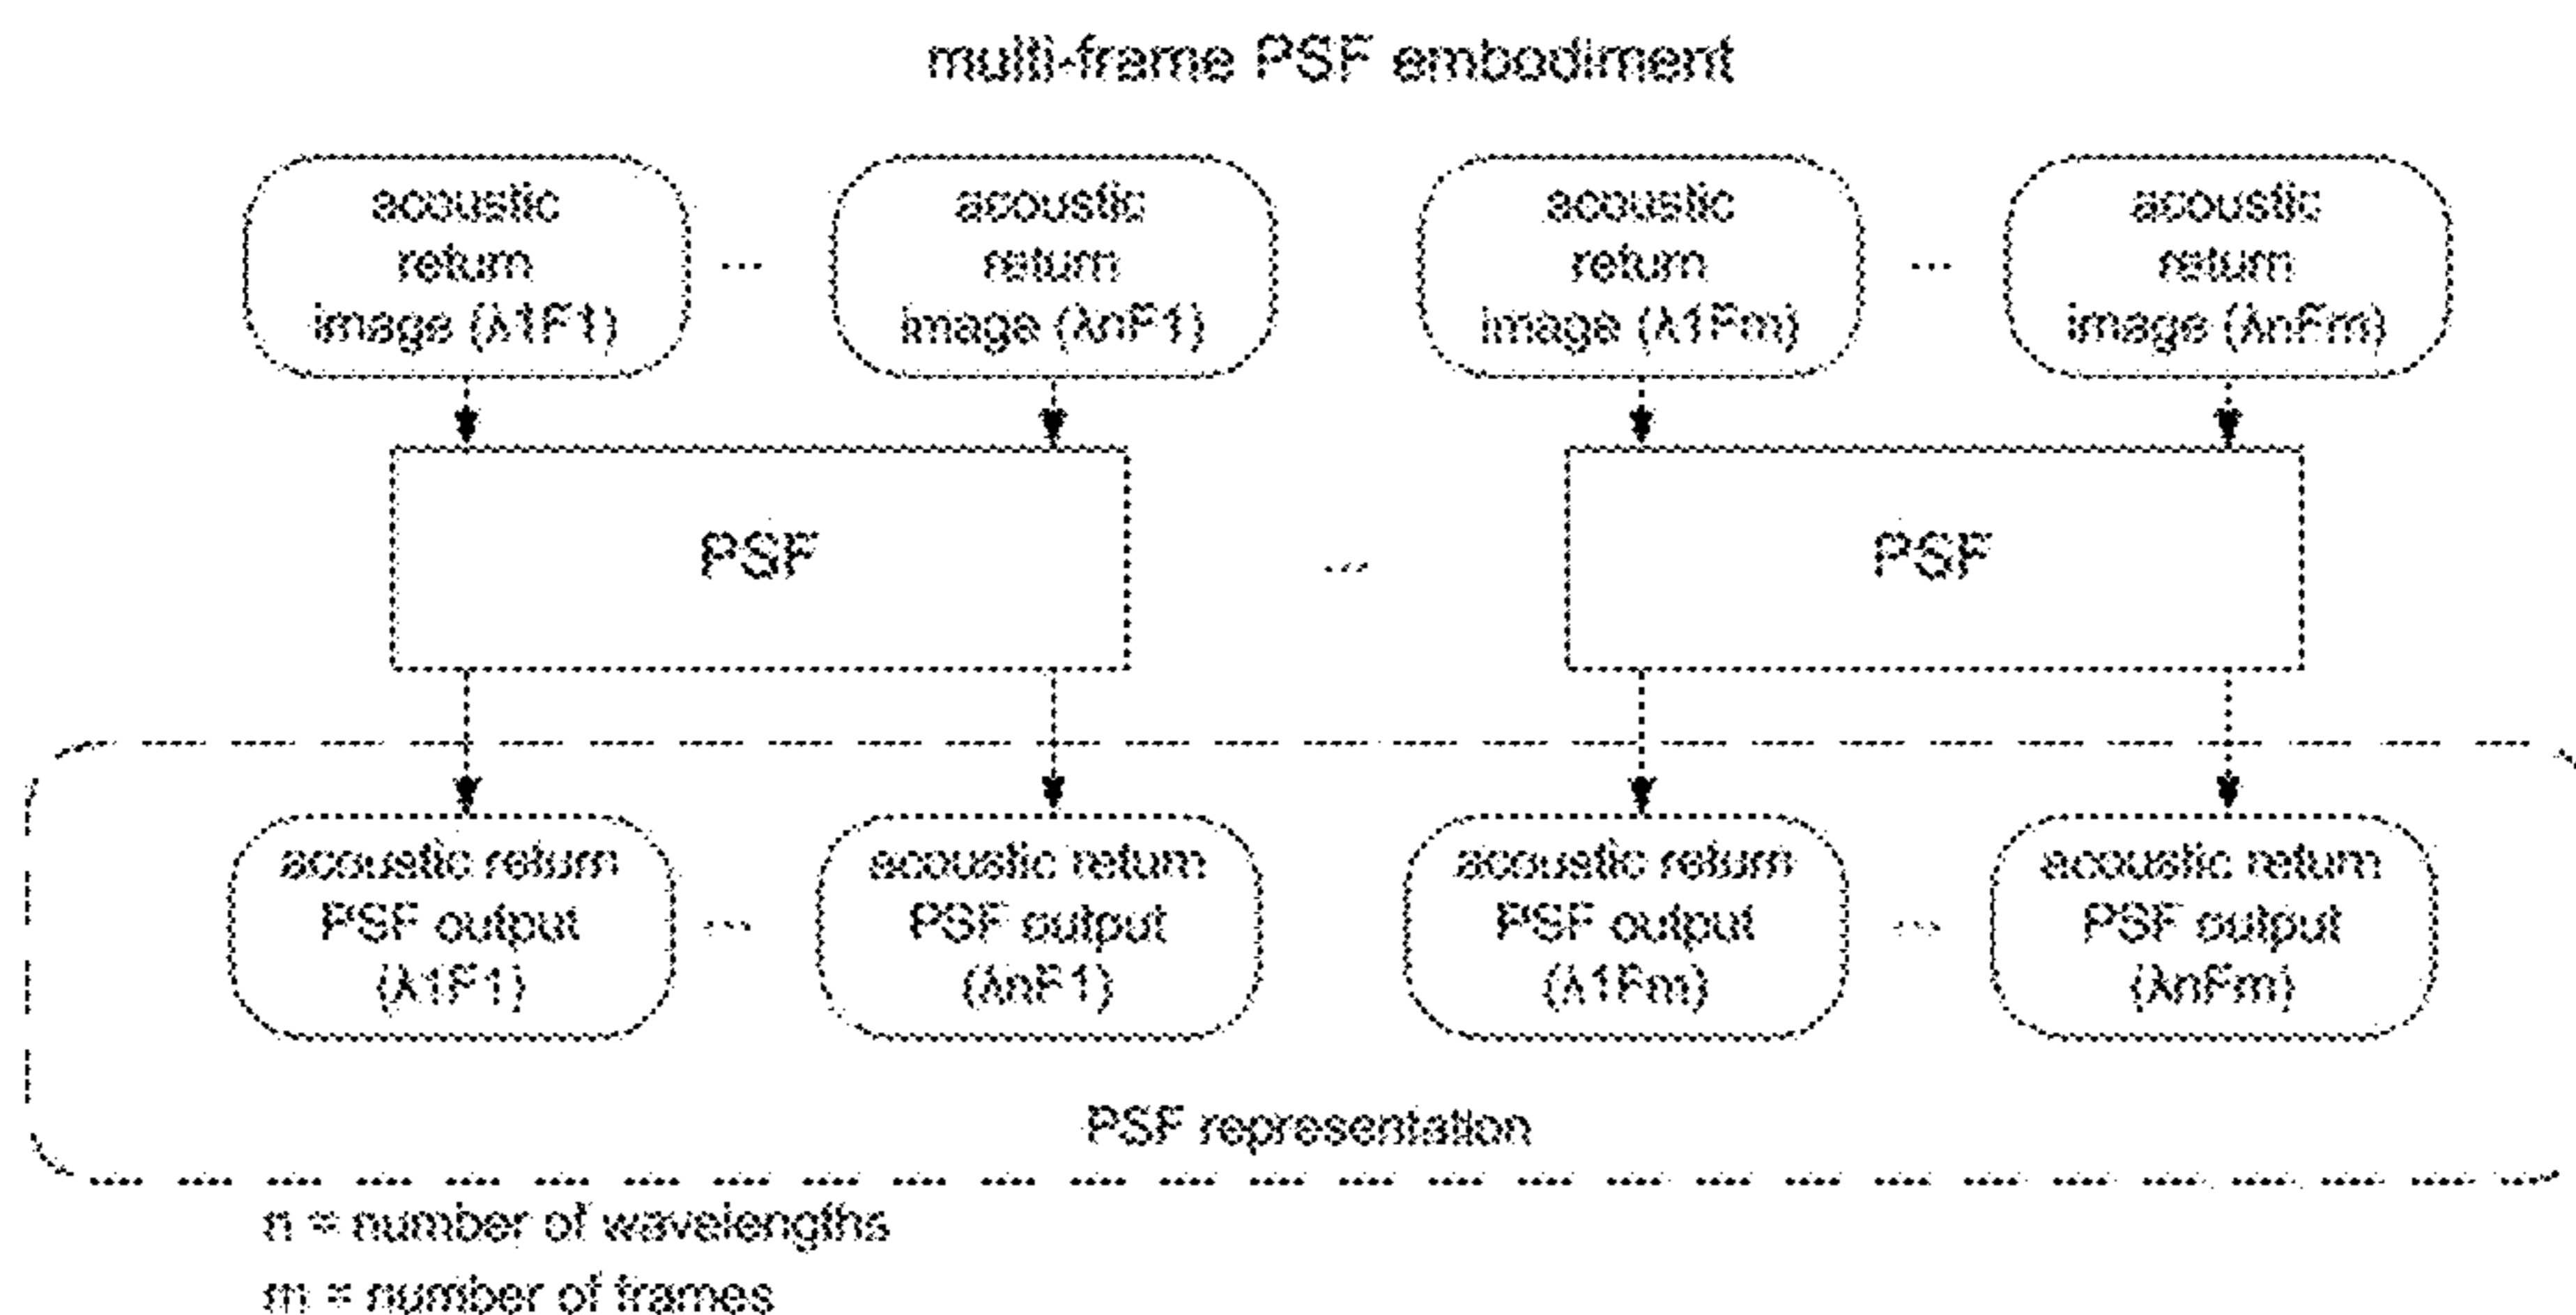 multi-frame PSF embodiment
acoustic
return
image (λ1F1)
...
acoustic
return
image (λnF1)
acoustic
return
image (λ1Fm)
...
acoustic
return
image (λnFm)
PSF
...
PSF
acoustic return
PSF output
(λ1F1)
...
acoustic return
PSF output
(λnF1)
acoustic return
PSF output
(λ1Fm)
...
acoustic return
PSF output
(λnFm)
PSF representation
n = number of wavelengths
m = number of frames